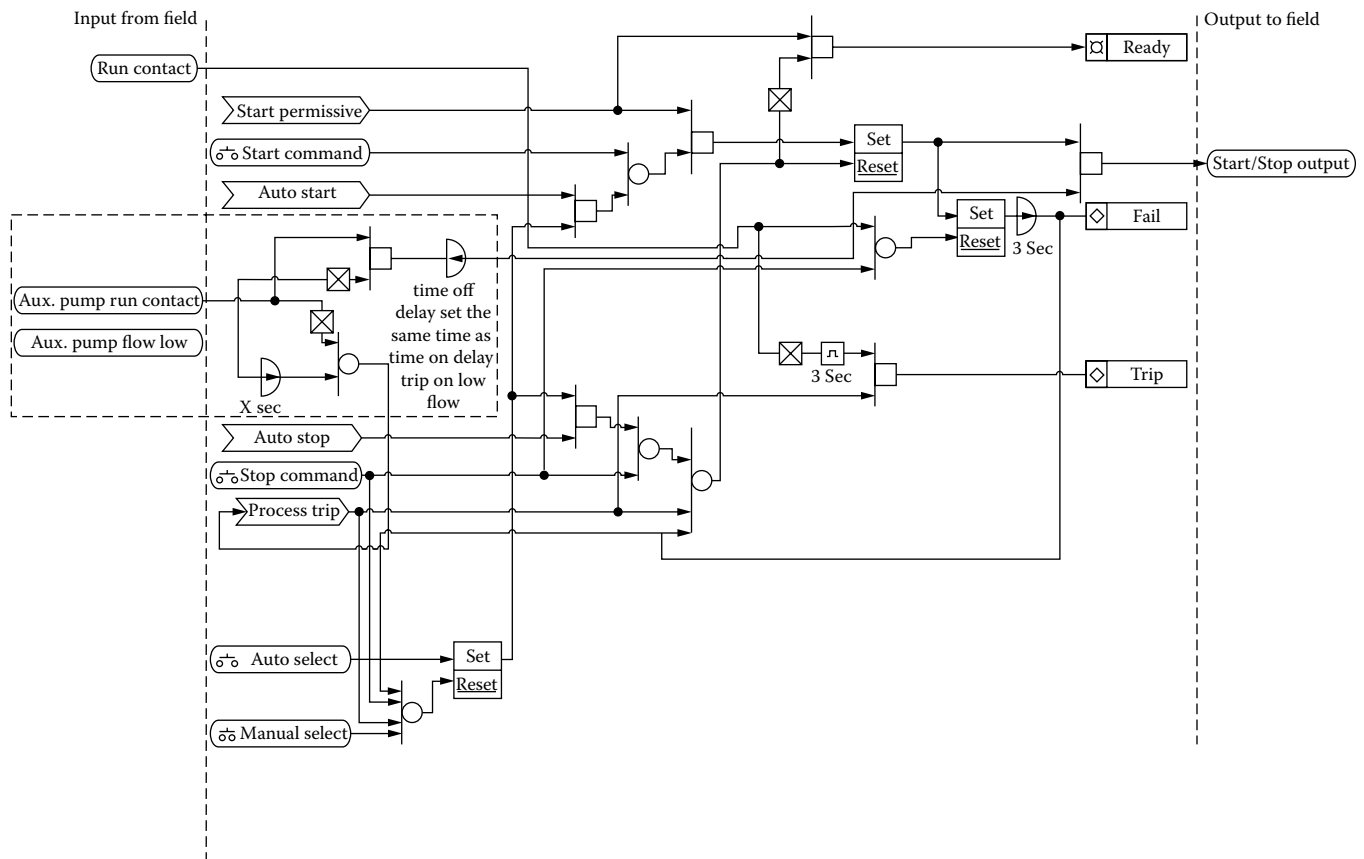 Input from field
Output to field
Ready
Run contact
Start permissive
Set
Start command
Start/Stop output
Reset
Auto start
Set
Fail
Reset
3 Sec
time off
delay set the
same time as
time on delay
trip on low
flow
Aux. pump run contact
Aux. pump flow low
3 Sec
Trip
X sec
Auto stop
Stop command
Process trip
Auto select
Set
Reset
Manual select